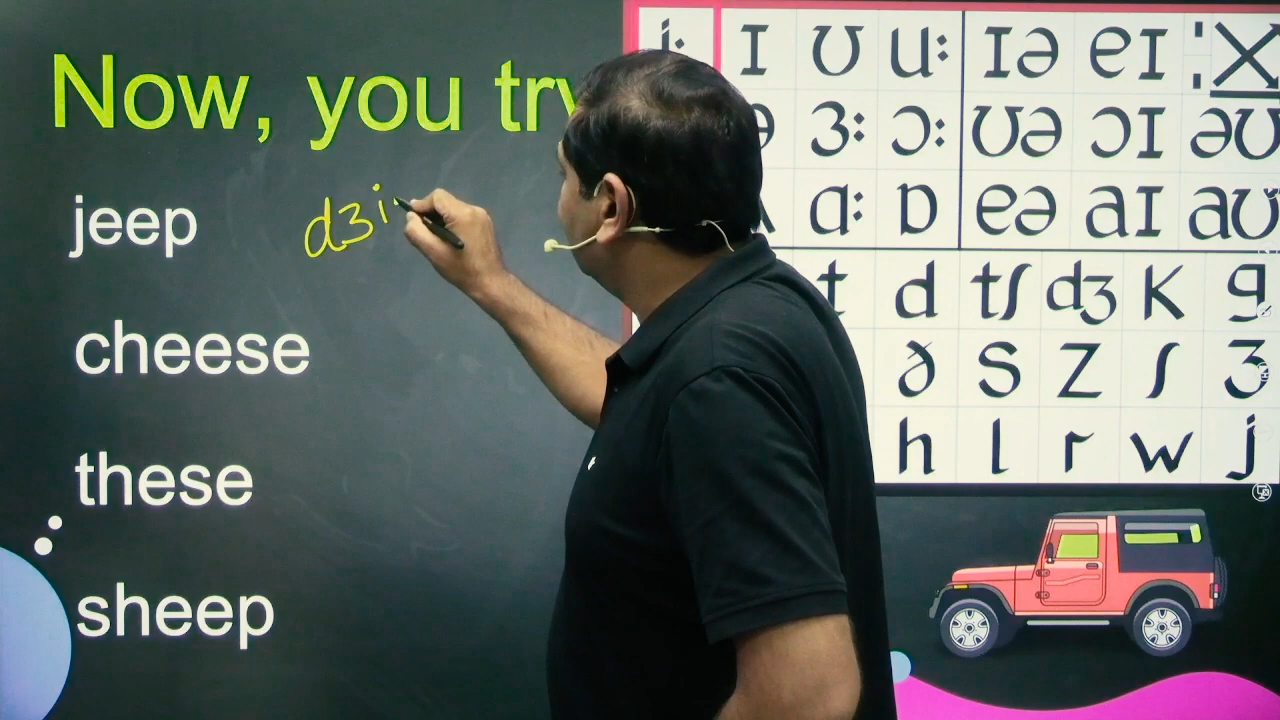 Now, you try
jeep dʒi
cheese
these
sheep
iː ɪ ʊ uː ɪə eɪ ˈ X
ə ɜː ɔː ʊə ɔɪ əʊ
ɑː ɒ eə aɪ aʊ
t d tʃ dʒ k g
ð s z ʃ ʒ
h l r w j